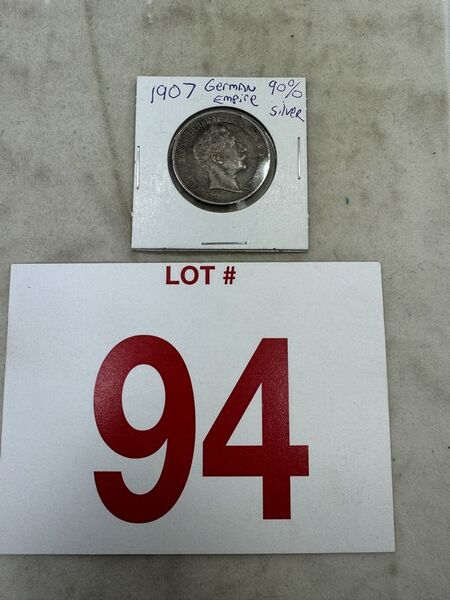 1907 German 90%
Empire Silver
LOT #
94